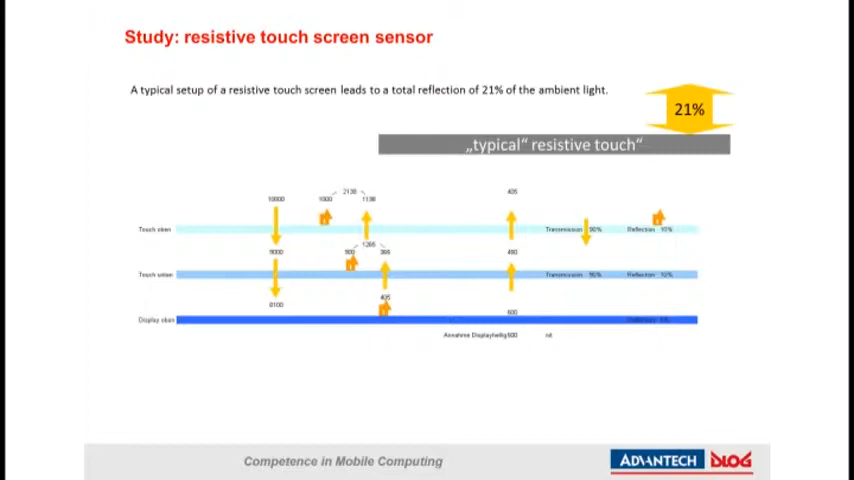 Study: resistive touch screen sensor
A typical setup of a resistive touch screen leads to a total reflection of 21% of the ambient light.
21%
„typical“ resistive touch“
2138 405
10000 1000 1138
Touch oben Transmission 90% Reflection 10%
1265
9000 900 365 450
Touch unten Transmission 90% Reflection 10%
405
8100 500
Display oben
Annahme Displayhellig 500 nit
Competence in Mobile Computing
ADVANTECH DLOG